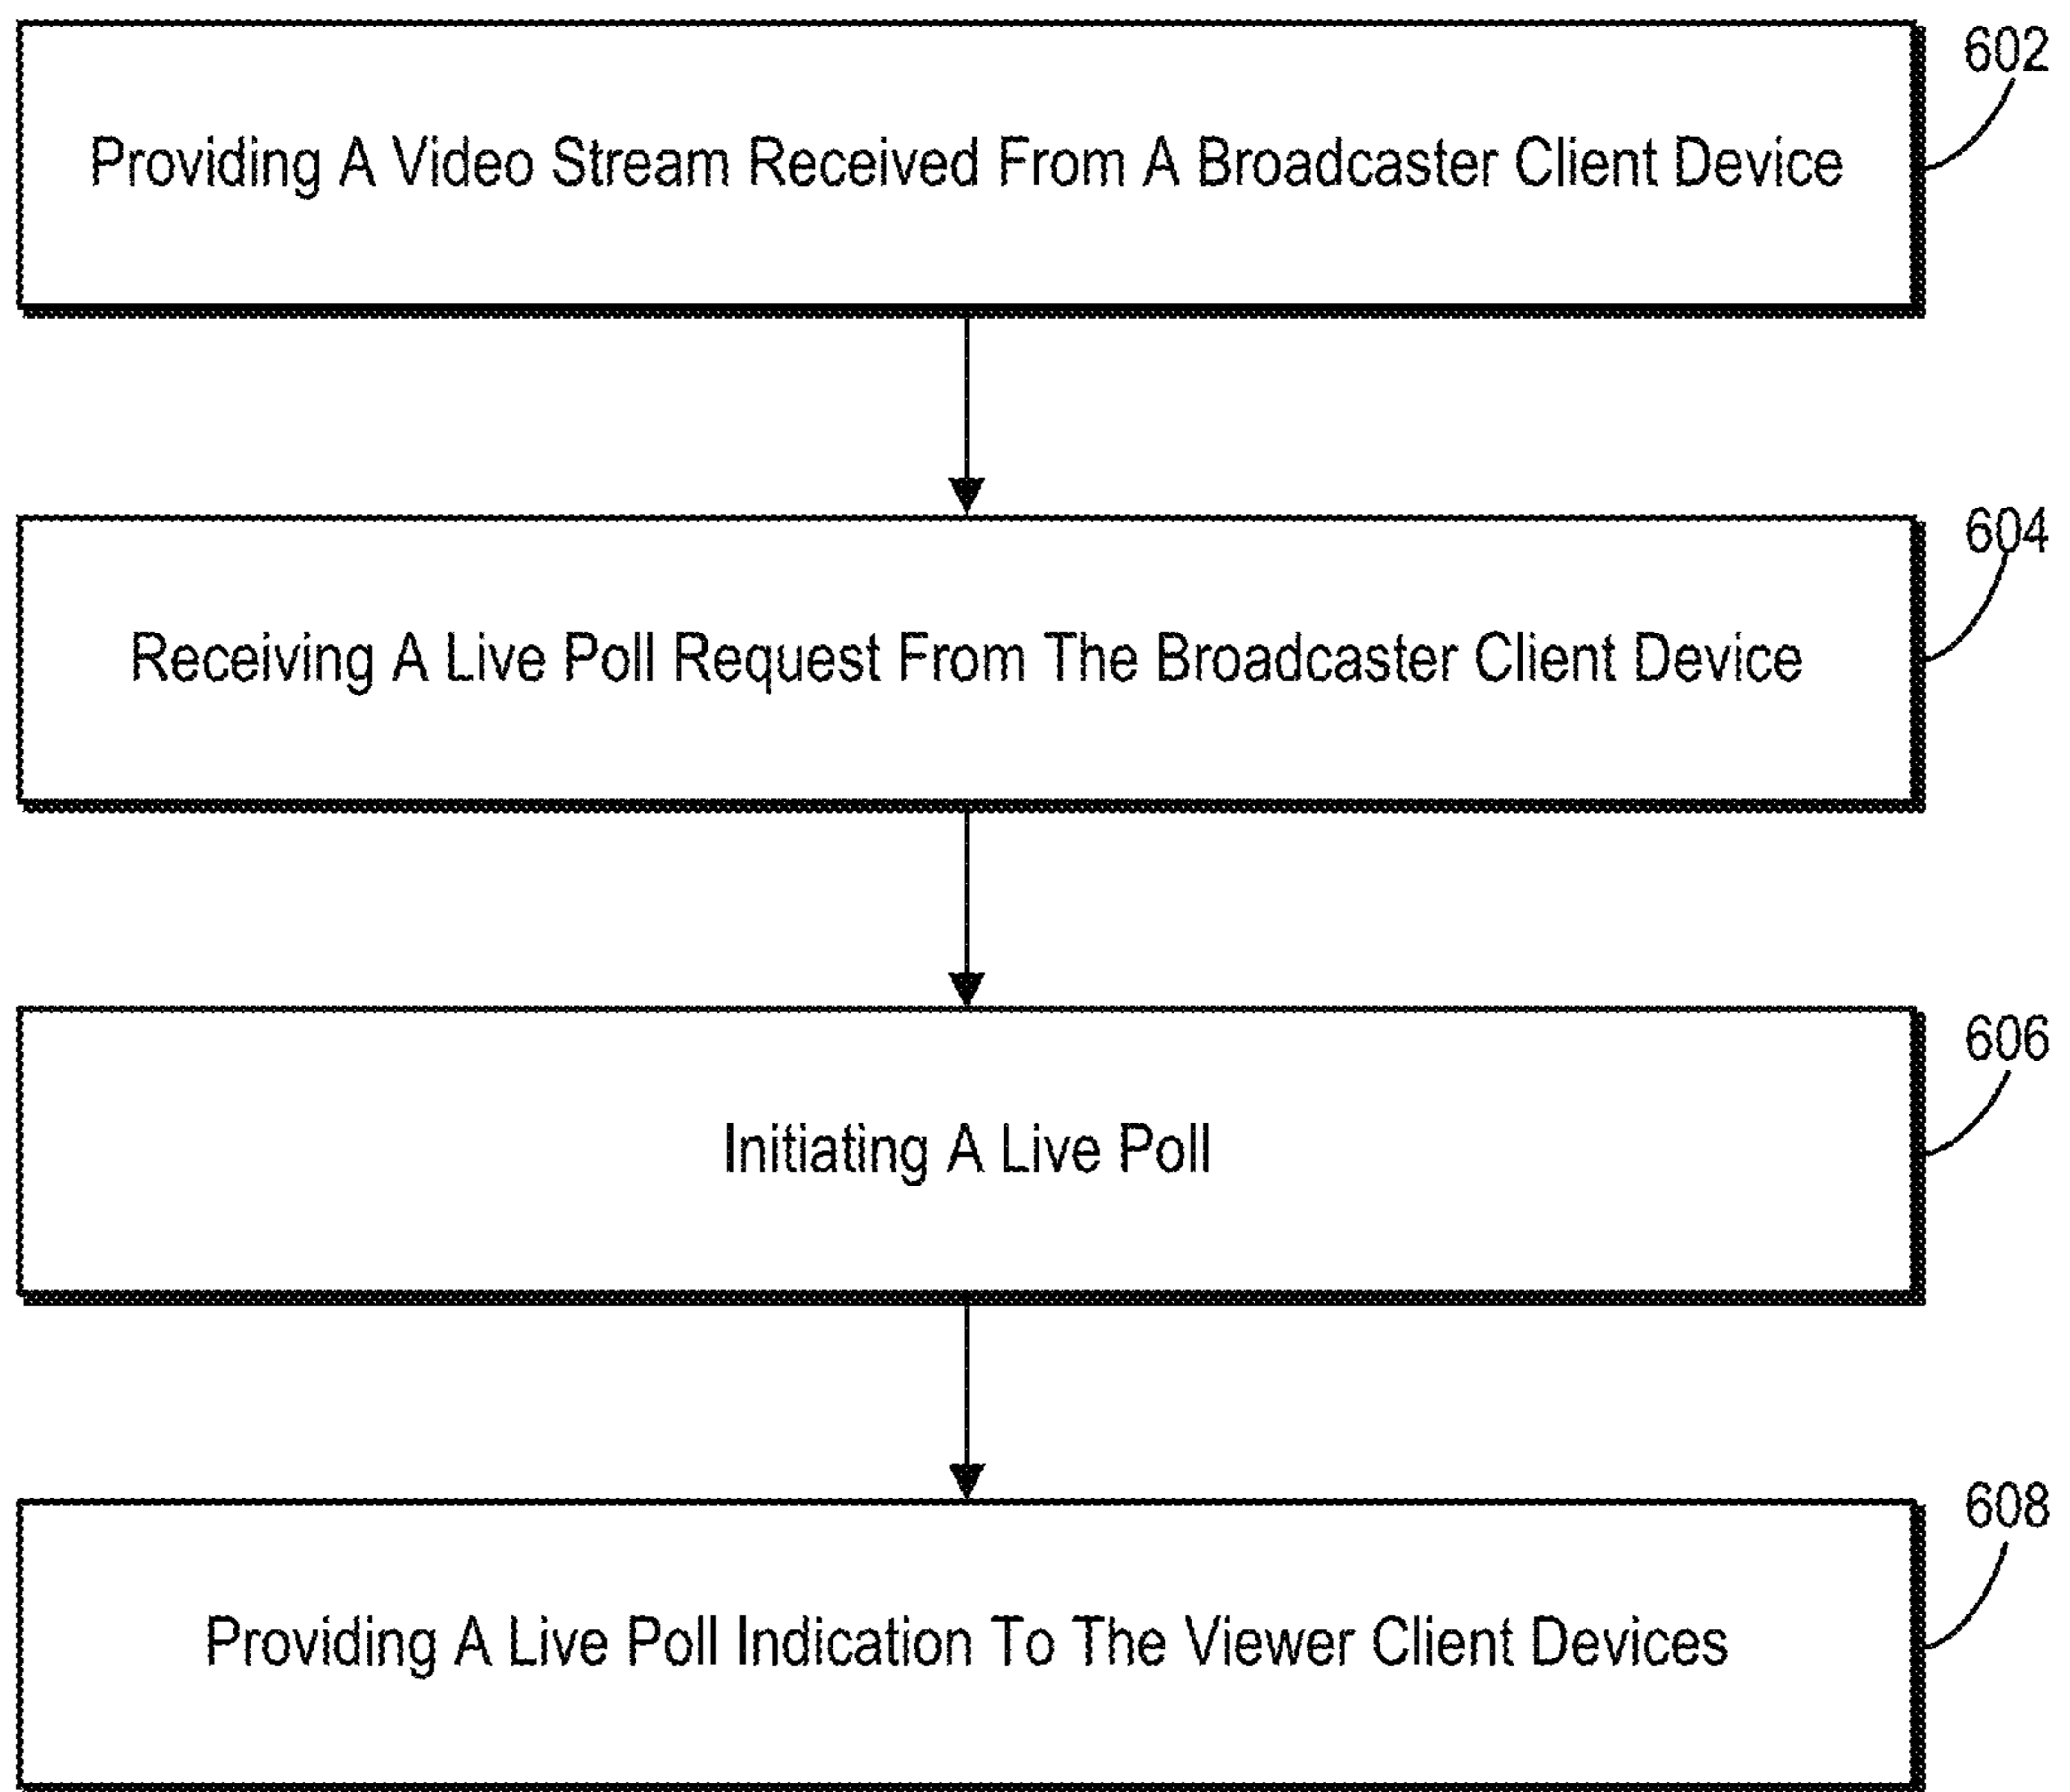 602
Providing A Video Stream Received From A Broadcaster Client Device
604
Receiving A Live Poll Request From The Broadcaster Client Device
606
Initiating A Live Poll
608
Providing A Live Poll Indication To The Viewer Client Devices